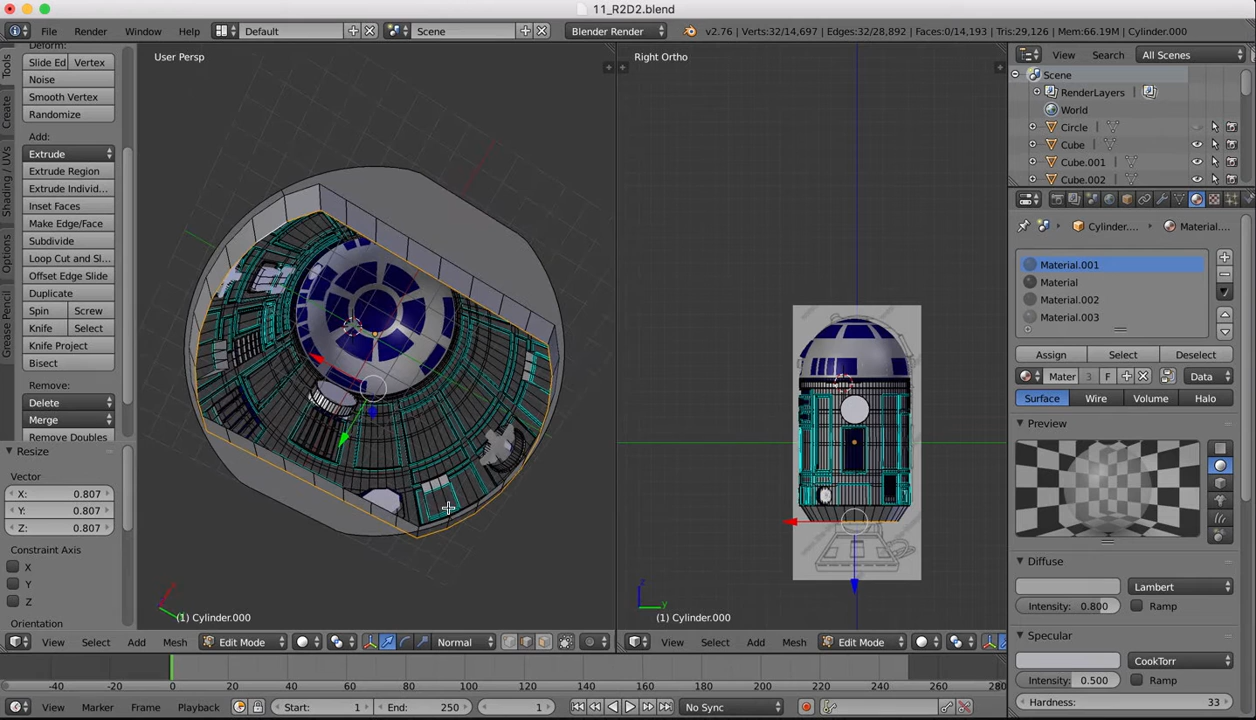 11_R2D2.blend
File Render Window Help Default Scene Blender Render v2.76 | Verts:32/14,697 | Edges:32/28,892 | Faces:0/14,193 | Tris:29,126 | Mem:66.19M | Cylinder.000
Tools
Create
Shading / UVs
Options
Grease Pencil
Deform:
Slide Ed Vertex
Noise
Smooth Vertex
Randomize
Add:
Extrude
Extrude Region
Extrude Individ...
Inset Faces
Make Edge/Face
Subdivide
Loop Cut and Sl...
Offset Edge Slide
Duplicate
Spin Screw
Knife Select
Knife Project
Bisect
Remove:
Delete
Merge
Remove Doubles
Resize
Vector
X: 0.807
Y: 0.807
Z: 0.807
Constraint Axis
X
Y
Z
Orientation
User Persp
(1) Cylinder.000
View Select Add Mesh Edit Mode Normal
Right Ortho
z
y
(1) Cylinder.000
View Select Add Mesh Edit Mode
View Search All Scenes
Scene
RenderLayers
World
Circle
Cube
Cube.001
Cube.002
Cylinder.... Material....
Material.001
Material
Material.002
Material.003
Assign Select Deselect
Mater 3 F Data
Surface Wire Volume Halo
Preview
Diffuse
Lambert
Intensity: 0.800 Ramp
Specular
CookTorr
Intensity: 0.500 Ramp
Hardness: 33
-40 -20 0 20 40 60 80 100 120 140 160 180 200 220 240 260 280
View Marker Frame Playback Start: 1 End: 250 1 No Sync